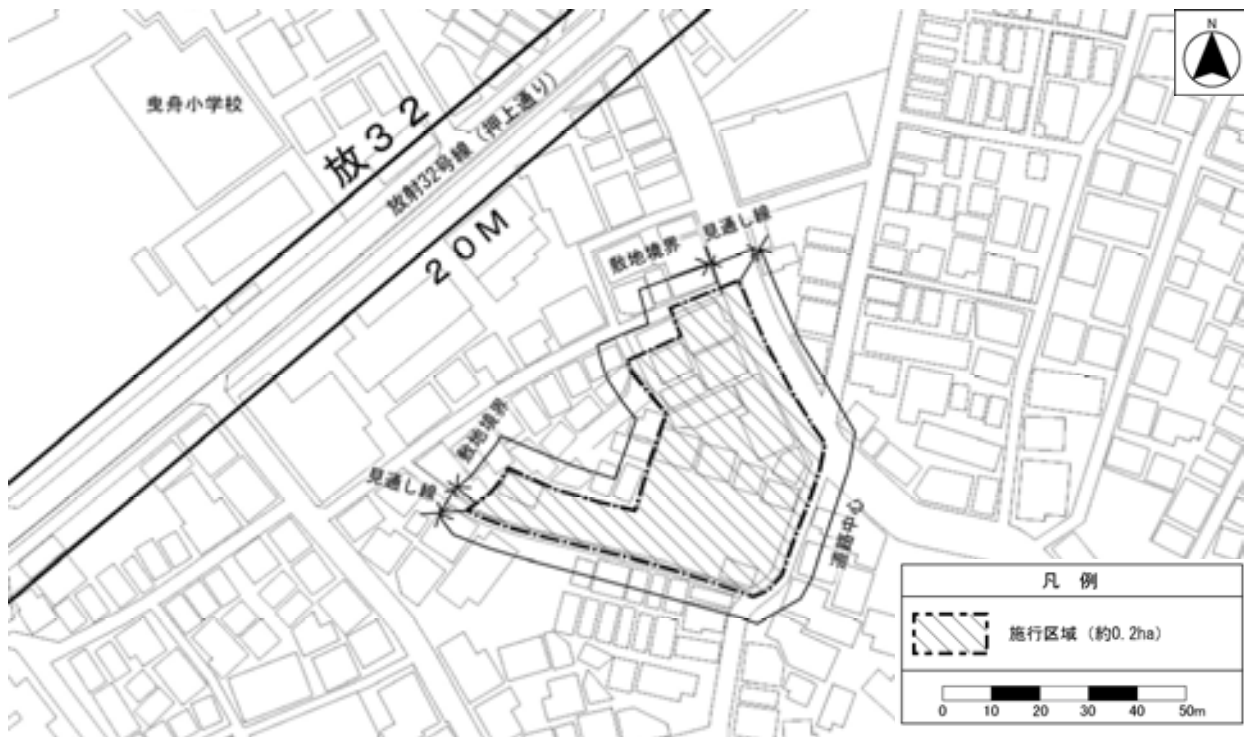 N
曳舟小学校
放32
放射32号線（押上通り）
20M
敷地境界
見通し線
敷地境界
見通し線
道路中心
凡例
施行区域（約0.2ha）
0 10 20 30 40 50m